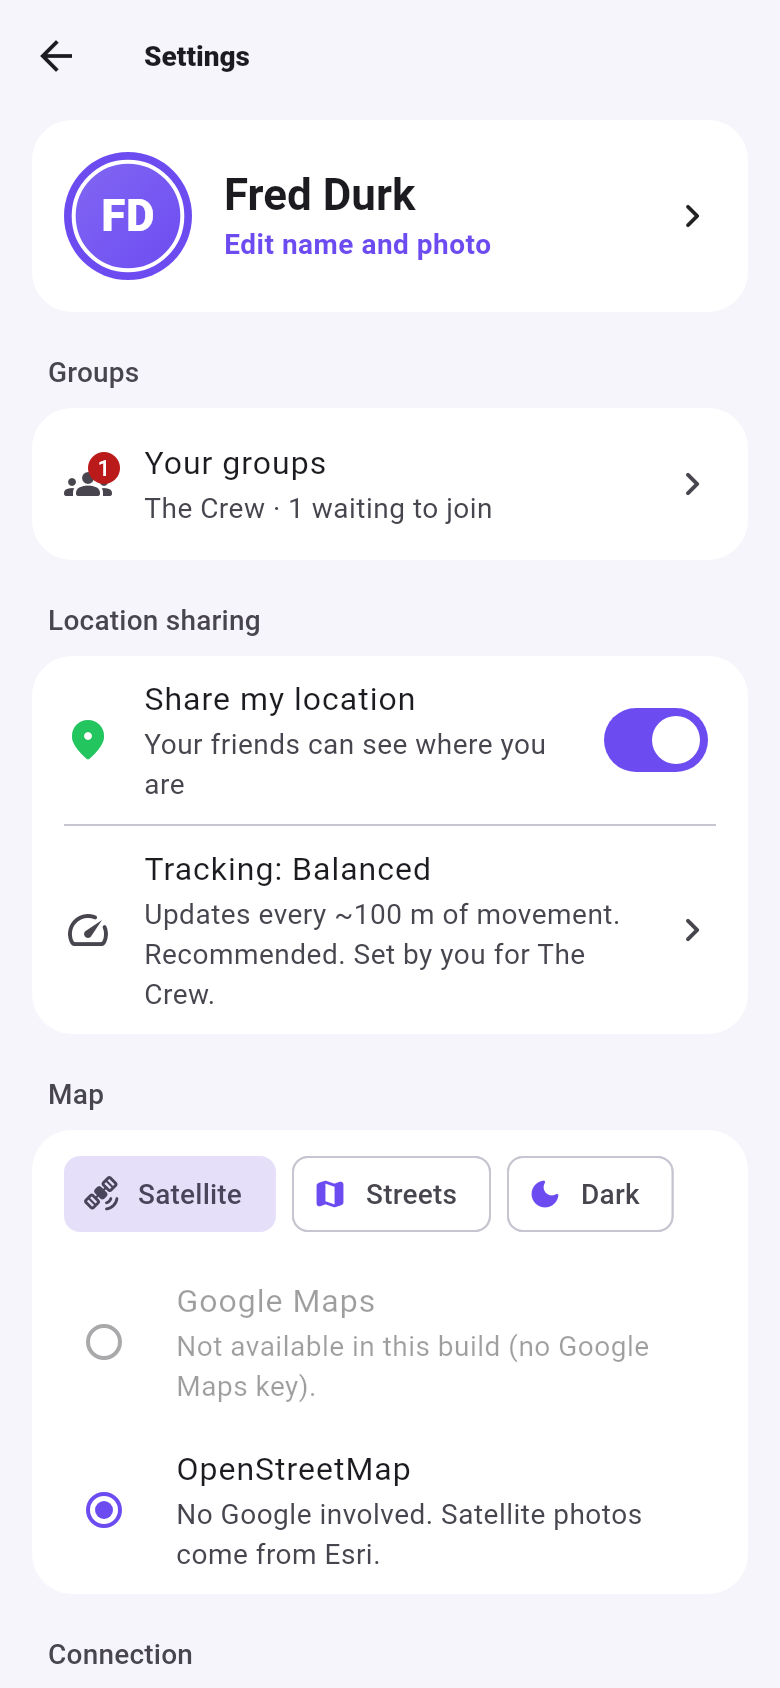 Settings
FD
Fred Durk
Edit name and photo
Groups
1
Your groups
The Crew · 1 waiting to join
Location sharing
Share my location
Your friends can see where you
are
Tracking: Balanced
Updates every ~100 m of movement.
Recommended. Set by you for The
Crew.
Map
Satellite
Streets
Dark
Google Maps
Not available in this build (no Google
Maps key).
OpenStreetMap
No Google involved. Satellite photos
come from Esri.
Connection